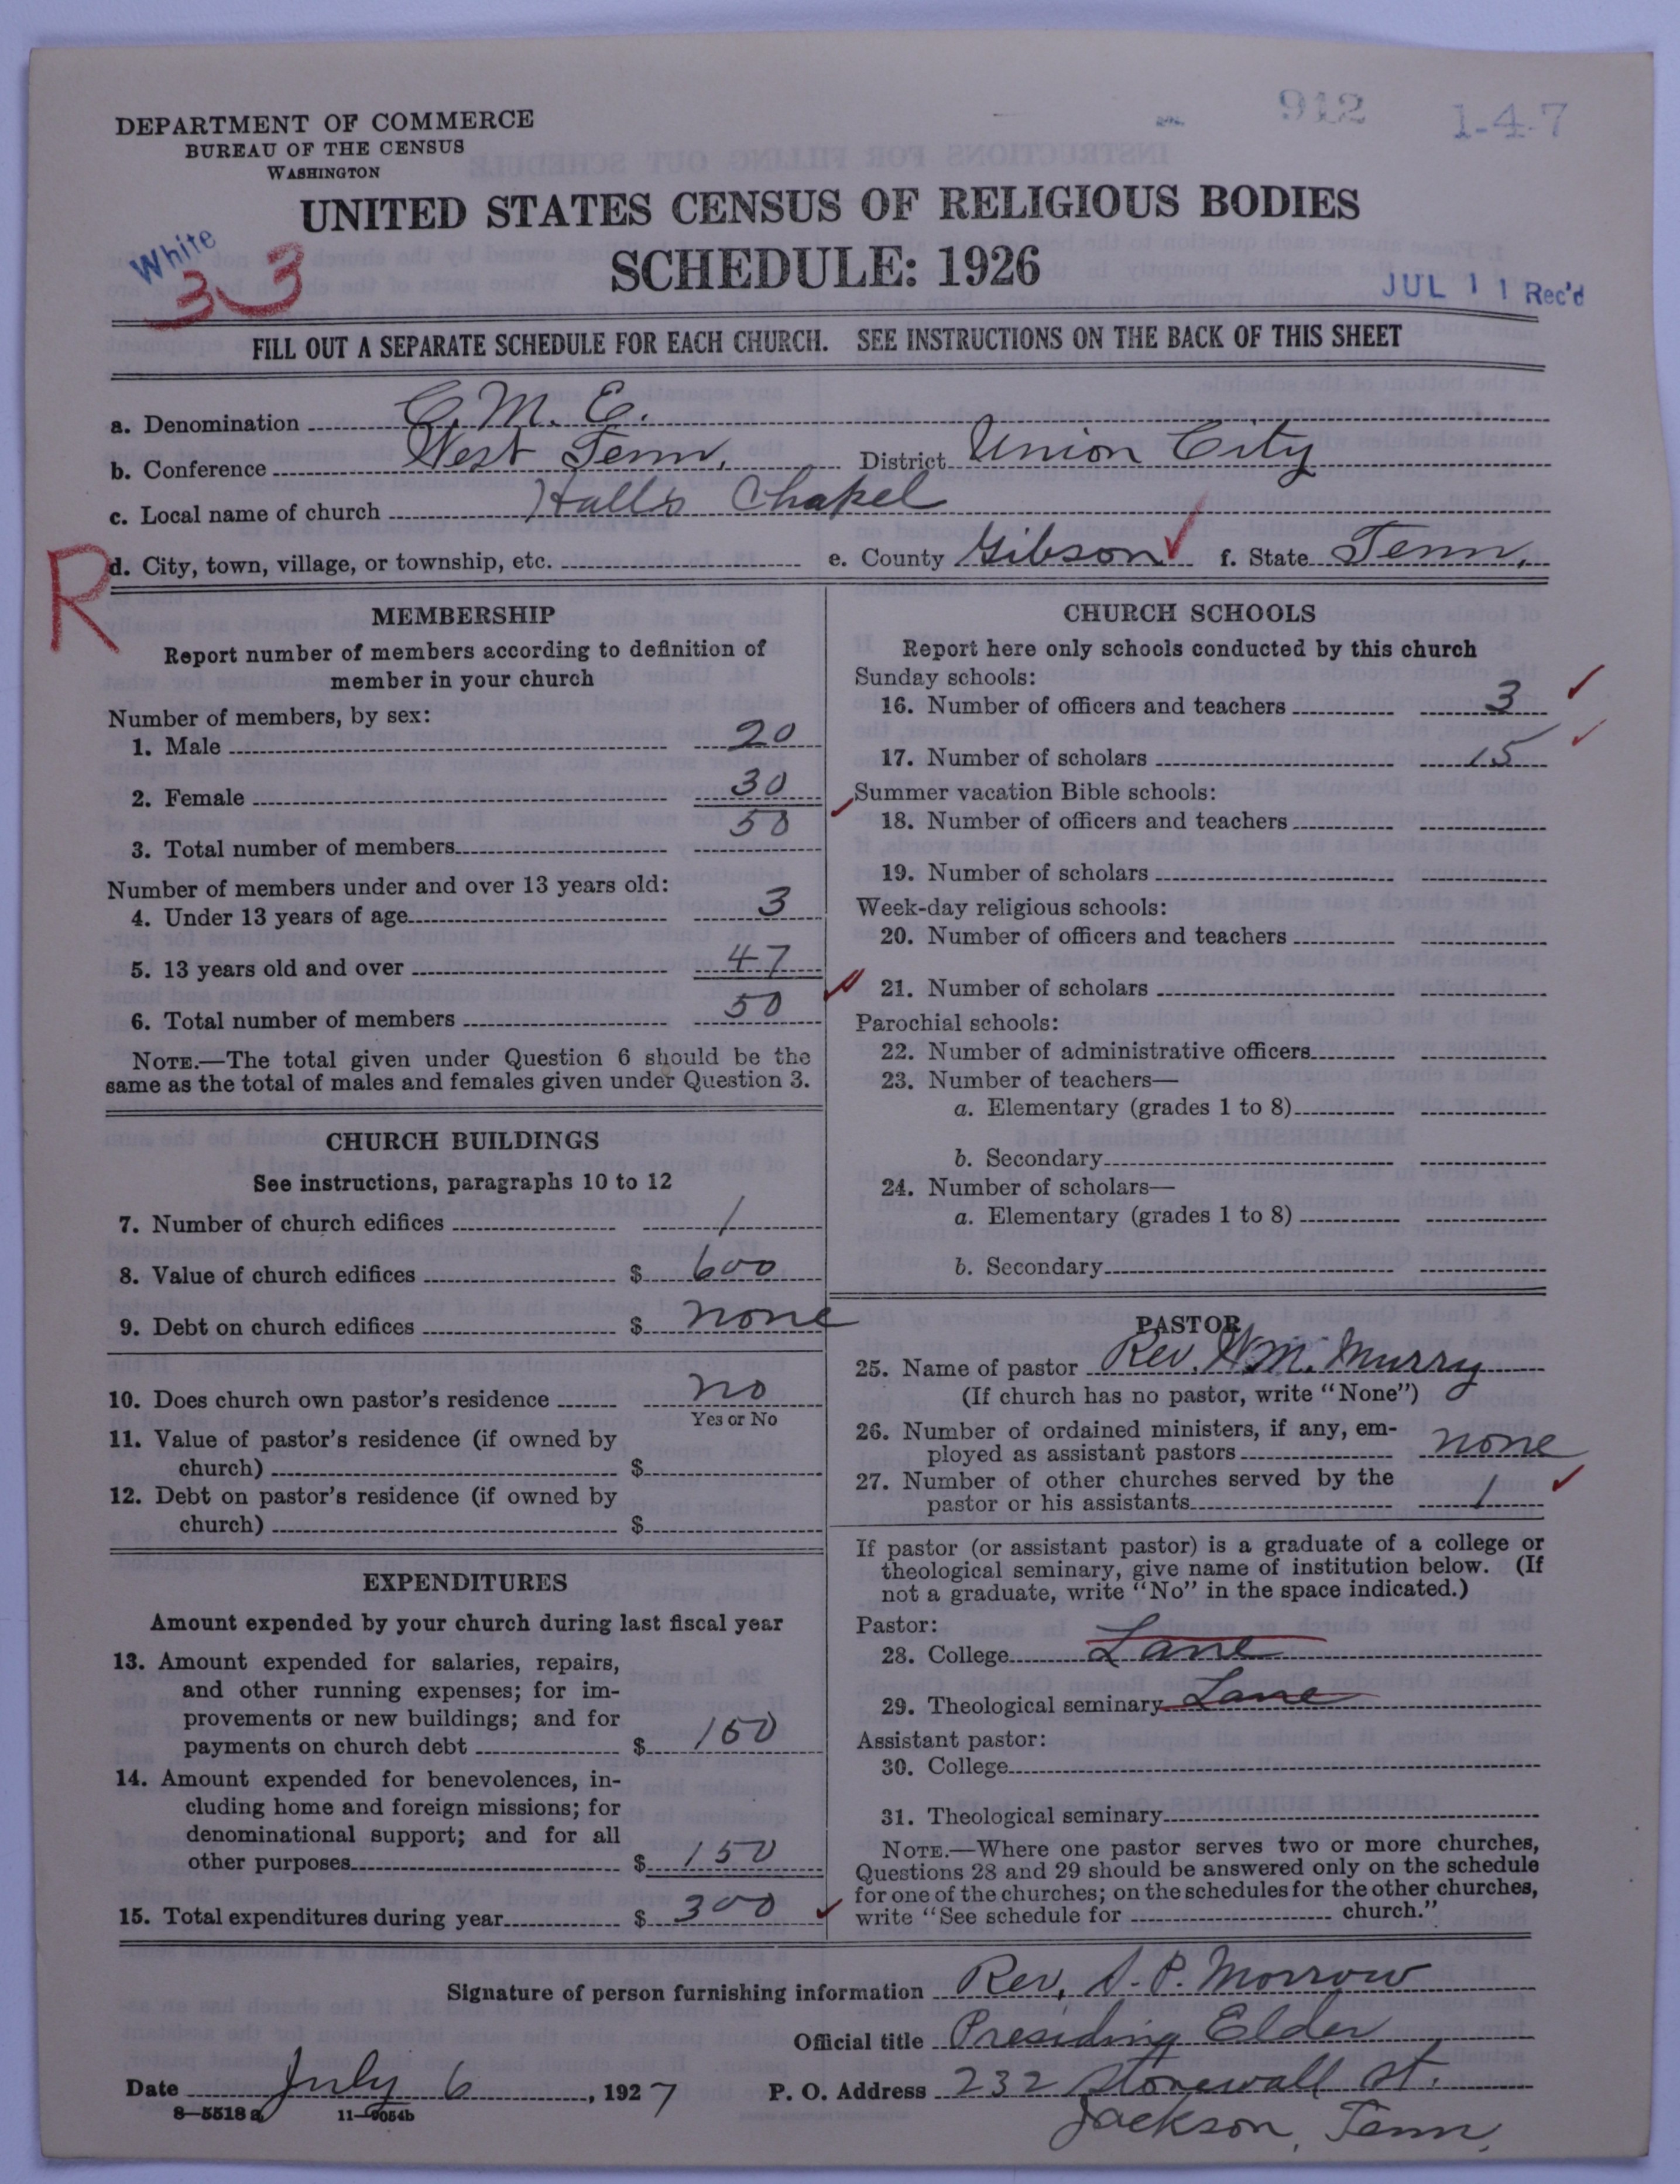 912 1-4-7
DEPARTMENT OF COMMERCE
BUREAU OF THE CENSUS
WASHINGTON
UNITED STATES CENSUS OF RELIGIOUS BODIES
White
33
SCHEDULE: 1926
JUL 11 Rec'd
FILL OUT A SEPARATE SCHEDULE FOR EACH CHURCH. SEE INSTRUCTIONS ON THE BACK OF THIS SHEET
a. Denomination C. M. E.
b. Conference West Tenn. District Union City
c. Local name of church Halls Chapel
R
d. City, town, village, or township, etc. e. County Gibson f. State Tenn.
MEMBERSHIP
Report number of members according to definition of
member in your church
Number of members, by sex:
1. Male 20
2. Female 30
3. Total number of members 50
Number of members under and over 13 years old:
4. Under 13 years of age 3
5. 13 years old and over 47
6. Total number of members 50
NOTE.—The total given under Question 6 should be the
same as the total of males and females given under Question 3.
CHURCH BUILDINGS
See instructions, paragraphs 10 to 12
7. Number of church edifices 1
8. Value of church edifices $ 600
9. Debt on church edifices $ none
10. Does church own pastor's residence no
Yes or No
11. Value of pastor's residence (if owned by
church) $
12. Debt on pastor's residence (if owned by
church) $
EXPENDITURES
Amount expended by your church during last fiscal year
13. Amount expended for salaries, repairs,
and other running expenses; for im-
provements or new buildings; and for
payments on church debt $ 150
14. Amount expended for benevolences, in-
cluding home and foreign missions; for
denominational support; and for all
other purposes $ 150
15. Total expenditures during year $ 300
CHURCH SCHOOLS
Report here only schools conducted by this church
Sunday schools:
16. Number of officers and teachers 3
17. Number of scholars 15
Summer vacation Bible schools:
18. Number of officers and teachers
19. Number of scholars
Week-day religious schools:
20. Number of officers and teachers
21. Number of scholars
Parochial schools:
22. Number of administrative officers
23. Number of teachers—
a. Elementary (grades 1 to 8)
b. Secondary
24. Number of scholars—
a. Elementary (grades 1 to 8)
b. Secondary
PASTOR
25. Name of pastor Rev. W. M. Murry
(If church has no pastor, write "None")
26. Number of ordained ministers, if any, em-
ployed as assistant pastors none
27. Number of other churches served by the
pastor or his assistants 1
If pastor (or assistant pastor) is a graduate of a college or
theological seminary, give name of institution below. (If
not a graduate, write "No" in the space indicated.)
Pastor:
28. College Lane
29. Theological seminary Lane
Assistant pastor:
30. College
31. Theological seminary
NOTE.—Where one pastor serves two or more churches,
Questions 28 and 29 should be answered only on the schedule
for one of the churches; on the schedules for the other churches,
write "See schedule for church."
Signature of person furnishing information Rev. S. P. Morrow
Official title Presiding Elder
Date July 6, 1927 P. O. Address 232 Stonewall St.
8—5518a 11—9054b
Jackson, Tenn.